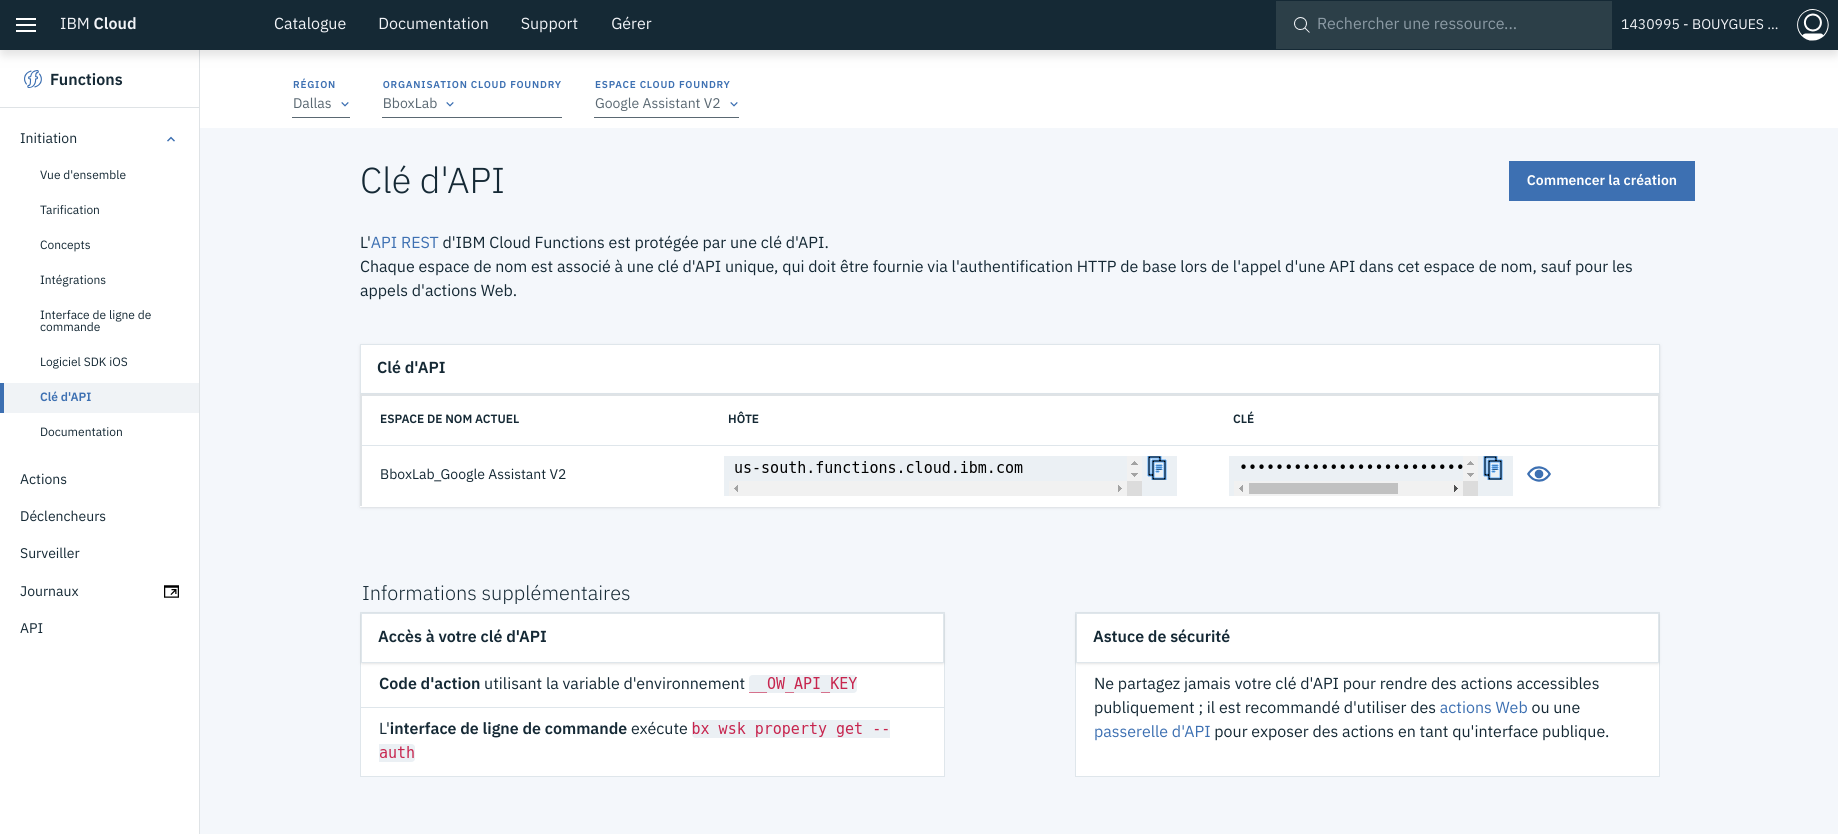 IBM Cloud
Catalogue
Documentation
Support
Gérer
Rechercher une ressource...
1430995 - BOUYGUES ...
Functions
Initiation
Vue d'ensemble
Tarification
Concepts
Intégrations
Interface de ligne de
commande
Logiciel SDK iOS
Clé d'API
Documentation
Actions
Déclencheurs
Surveiller
Journaux
API
RÉGION
Dallas
ORGANISATION CLOUD FOUNDRY
BboxLab
ESPACE CLOUD FOUNDRY
Google Assistant V2
Clé d'API
Commencer la création
L'API REST d'IBM Cloud Functions est protégée par une clé d'API.
Chaque espace de nom est associé à une clé d'API unique, qui doit être fournie via l'authentification HTTP de base lors de l'appel d'une API dans cet espace de nom, sauf pour les
appels d'actions Web.
Clé d'API
ESPACE DE NOM ACTUEL
HÔTE
CLÉ
BboxLab_Google Assistant V2
us-south.functions.cloud.ibm.com
•••••••••••••••••••••••••
Informations supplémentaires
Accès à votre clé d'API
Code d'action utilisant la variable d'environnement __OW_API_KEY
L'interface de ligne de commande exécute bx wsk property get --
auth
Astuce de sécurité
Ne partagez jamais votre clé d'API pour rendre des actions accessibles
publiquement ; il est recommandé d'utiliser des actions Web ou une
passerelle d'API pour exposer des actions en tant qu'interface publique.